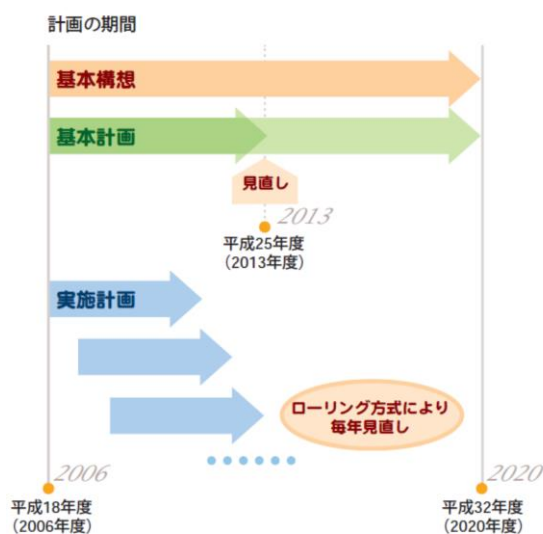 計画の期間
基本構想
基本計画
見直し
2013
平成25年度
（2013年度）
実施計画
ローリング方式により
毎年見直し
2006
2020
平成18年度
（2006年度）
平成32年度
（2020年度）